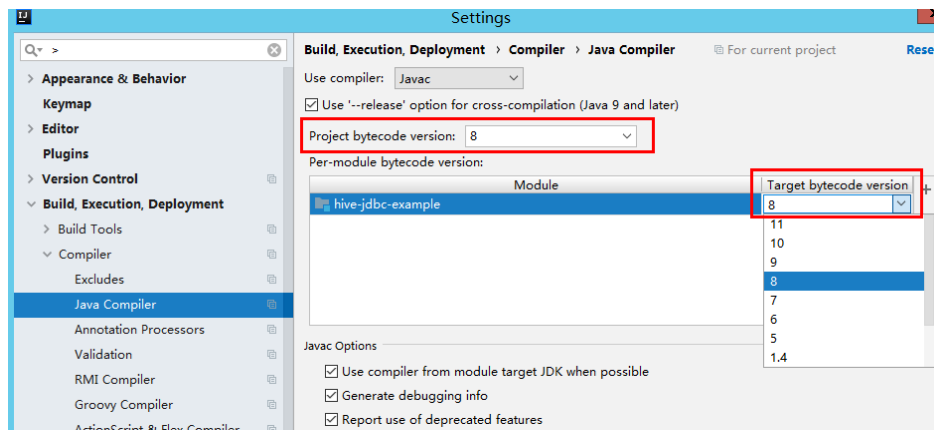 IJ
Settings
>
Appearance & Behavior
Keymap
Editor
Plugins
Version Control
Build, Execution, Deployment
Build Tools
Compiler
Excludes
Java Compiler
Annotation Processors
Validation
RMI Compiler
Groovy Compiler
ActionScript & Flex Compiler
Build, Execution, Deployment > Compiler > Java Compiler For current project Rese
Use compiler: Javac
Use '--release' option for cross-compilation (Java 9 and later)
Project bytecode version: 8
Per-module bytecode version:
Module Target bytecode version
hive-jdbc-example 8
11
10
9
8
7
6
5
1.4
Javac Options
Use compiler from module target JDK when possible
Generate debugging info
Report use of deprecated features